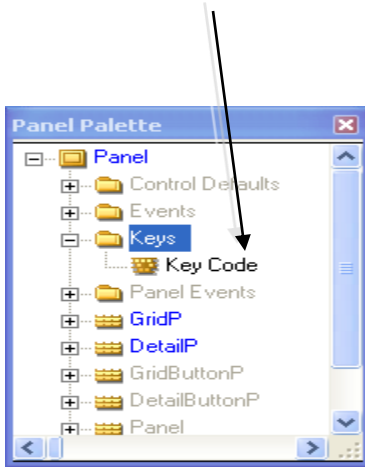 Panel Palette
Panel
Control Defaults
Events
Keys
Key Code
Panel Events
GridP
DetailP
GridButtonP
DetailButtonP
Panel